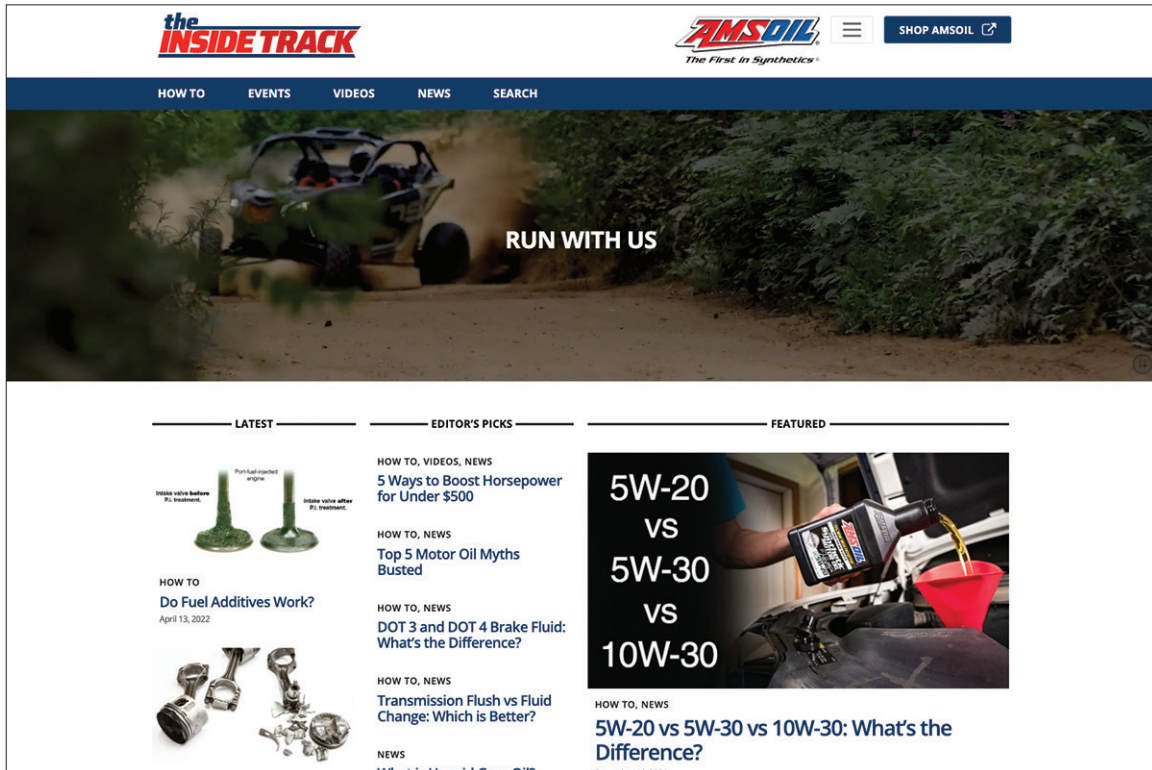 the
INSIDE TRACK
AMSOIL
The First in Synthetics®
SHOP AMSOIL
HOW TO
EVENTS
VIDEOS
NEWS
SEARCH
RUN WITH US
LATEST
Port-fuel-injected
engine.
Intake valve before
P.i. treatment.
Intake valve after
P.i. treatment.
HOW TO
Do Fuel Additives Work?
April 13, 2022
EDITOR'S PICKS
HOW TO, VIDEOS, NEWS
5 Ways to Boost Horsepower
for Under $500
HOW TO, NEWS
Top 5 Motor Oil Myths
Busted
HOW TO, NEWS
DOT 3 and DOT 4 Brake Fluid:
What's the Difference?
HOW TO, NEWS
Transmission Flush vs Fluid
Change: Which is Better?
NEWS
FEATURED
5W-20
vs
5W-30
vs
10W-30
AMSOIL
HOW TO, NEWS
5W-20 vs 5W-30 vs 10W-30: What's the
Difference?